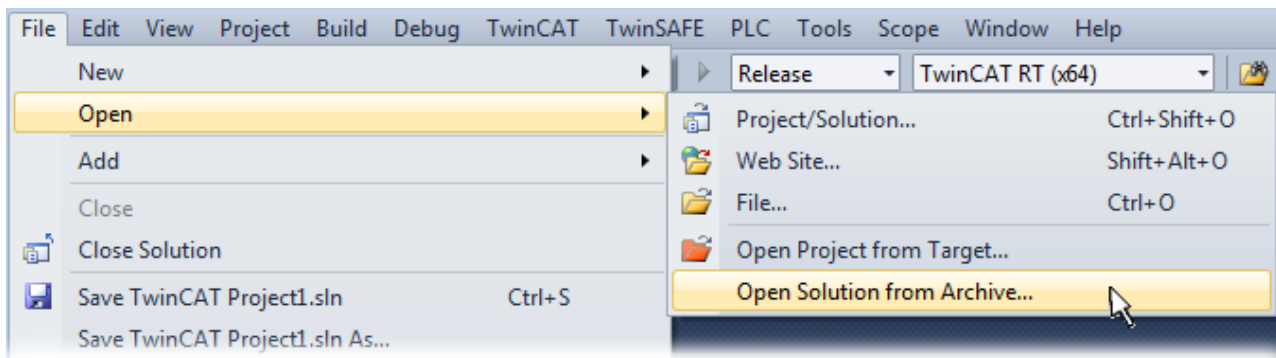 File Edit View Project Build Debug TwinCAT TwinSAFE PLC Tools Scope Window Help
New
Release TwinCAT RT (x64)
Open
Project/Solution... Ctrl+Shift+O
Add
Web Site... Shift+Alt+O
Close
File... Ctrl+O
Close Solution
Open Project from Target...
Save TwinCAT Project1.sln Ctrl+S
Open Solution from Archive...
Save TwinCAT Project1.sln As...